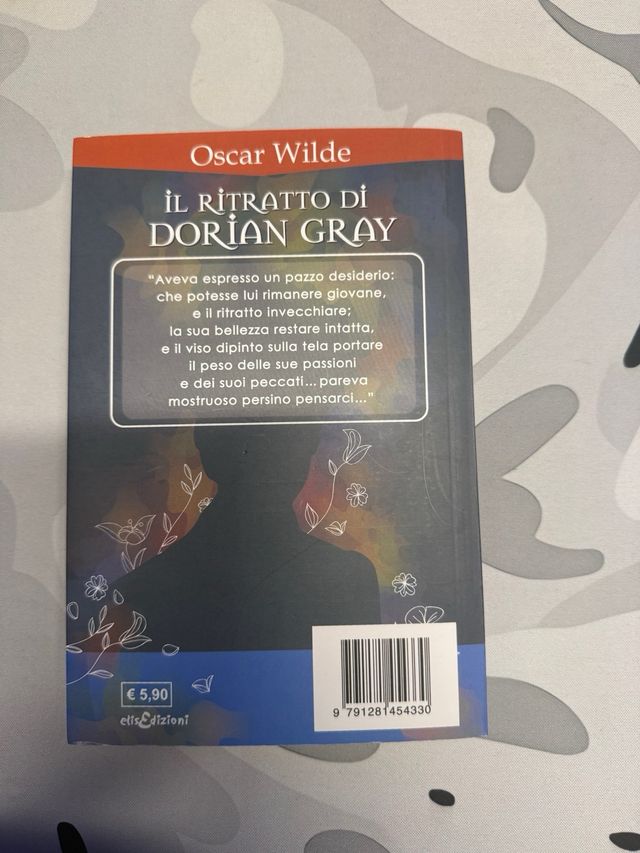 Oscar Wilde
IL RITRATTO DI
DORIAN GRAY
"Aveva espresso un pazzo desiderio:
che potesse lui rimanere giovane,
e il ritratto invecchiare;
la sua bellezza restare intatta,
e il viso dipinto sulla tela portare
il peso delle sue passioni
e dei suoi peccati... pareva
mostruoso persino pensarci..."
€ 5,90
elisEdizioni
9 791281 454330